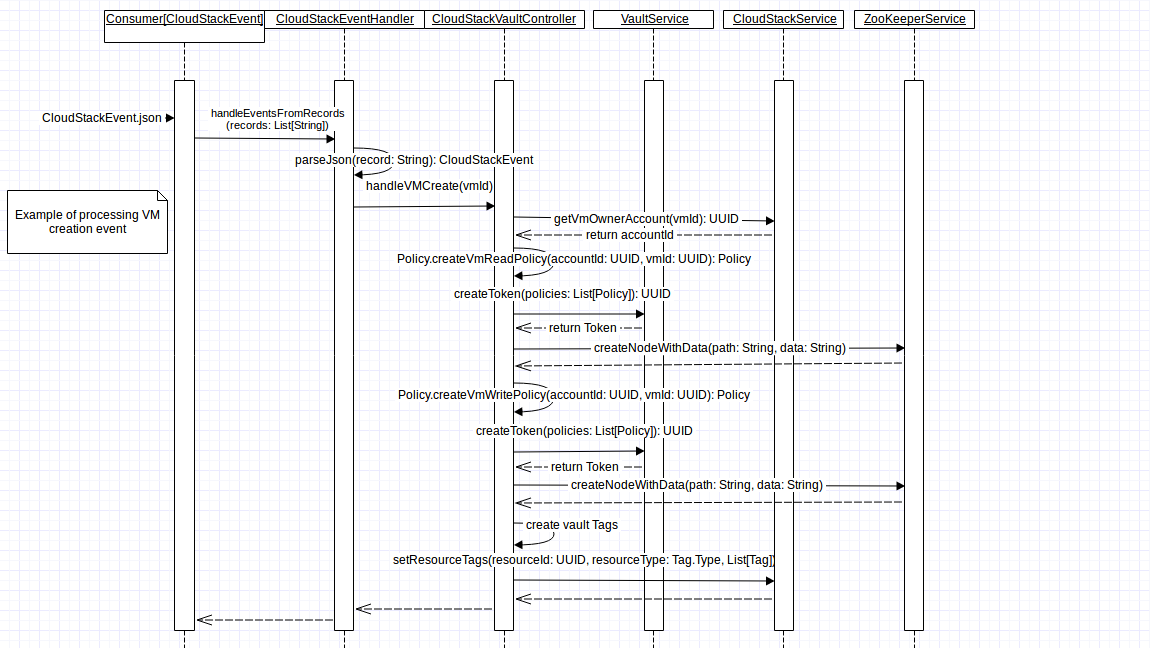 Consumer[CloudStackEvent]
CloudStackEventHandler
CloudStackVaultController
VaultService
CloudStackService
ZooKeeperService
CloudStackEvent.json
handleEventsFromRecords
(records: List[String])
parseJson(record: String): CloudStackEvent
handleVMCreate(vmId)
Example of processing VM
creation event
getVmOwnerAccount(vmId): UUID
return accountId
Policy.createVmReadPolicy(accountId: UUID, vmId: UUID): Policy
createToken(policies: List[Policy]): UUID
return Token
createNodeWithData(path: String, data: String)
Policy.createVmWritePolicy(accountId: UUID, vmId: UUID): Policy
createToken(policies: List[Policy]): UUID
return Token
createNodeWithData(path: String, data: String)
create vault Tags
setResourceTags(resourceId: UUID, resourceType: Tag.Type, List[Tag])